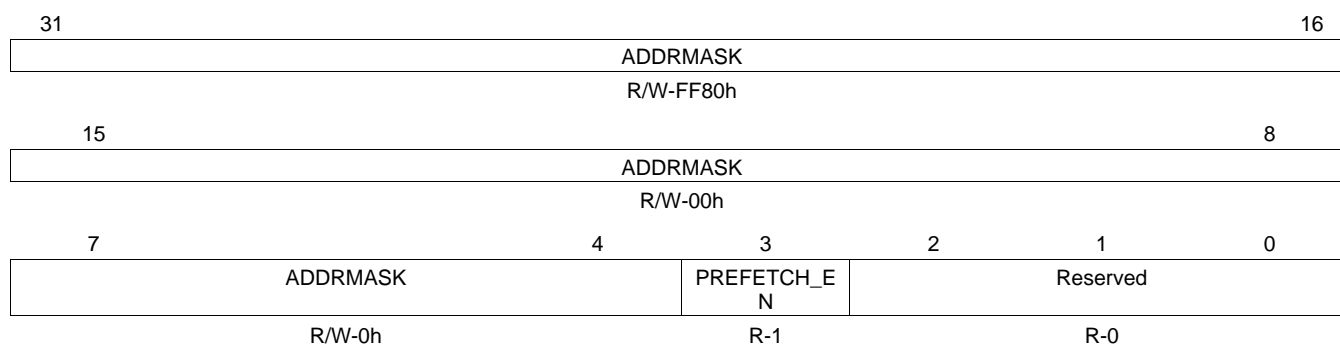 31 16
ADDRMASK
R/W-FF80h
15 8
ADDRMASK
R/W-00h
7 4 3 2 1 0
ADDRMASK PREFETCH_E Reserved
N
R/W-0h R-1 R-0